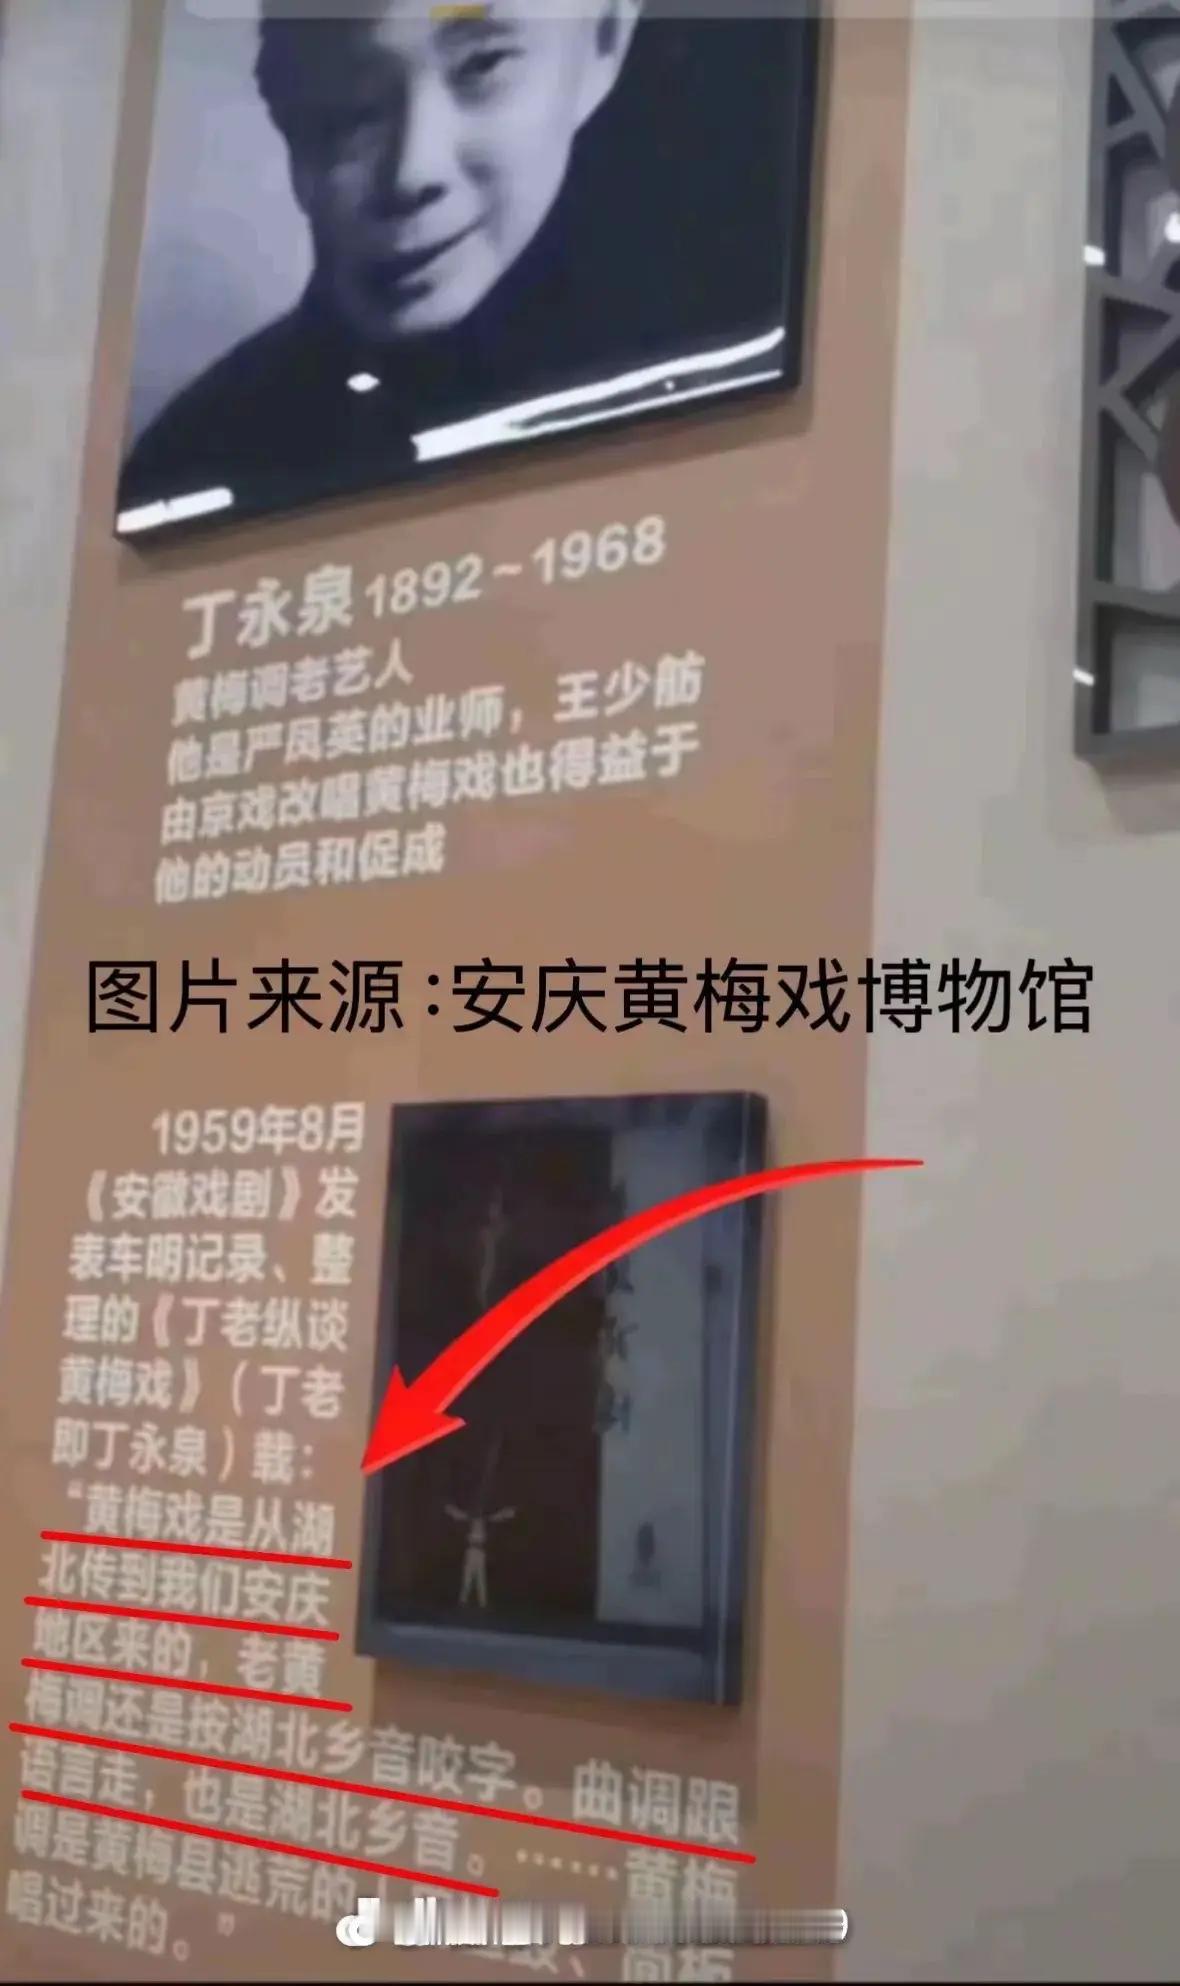 丁永泉 1892~1968
黄梅调老艺人
他是严凤英的业师，王少舫
由京戏改唱黄梅戏也得益于
他的动员和促成
图片来源:安庆黄梅戏博物馆
1959年8月
《安徽戏剧》发
表车明记录、整
理的《丁老纵谈
黄梅戏》（丁老
即丁永泉）载：
“黄梅戏是从湖
北传到我们安庆
地区来的，老黄
梅调还是按湖北乡音咬字。曲调跟
语言走，也是湖北乡音。……黄梅
调是黄梅县逃荒的
唱过来的。”